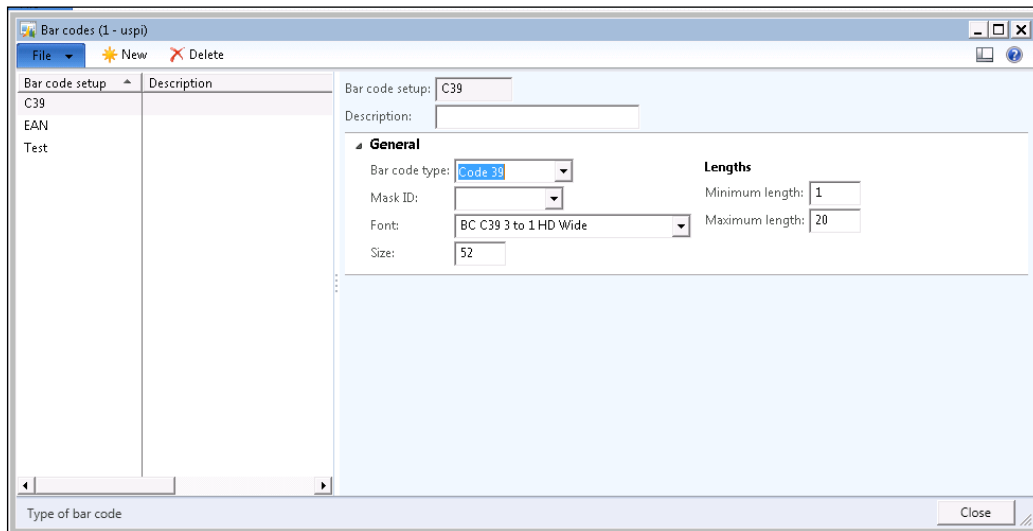 Bar codes (1 - uspi)
File New Delete
Bar code setup Description
C39
EAN
Test
Bar code setup: C39
Description:
General
Bar code type: Code 39
Mask ID:
Font: BC C39 3 to 1 HD Wide
Size: 52
Lengths
Minimum length: 1
Maximum length: 20
Type of bar code
Close